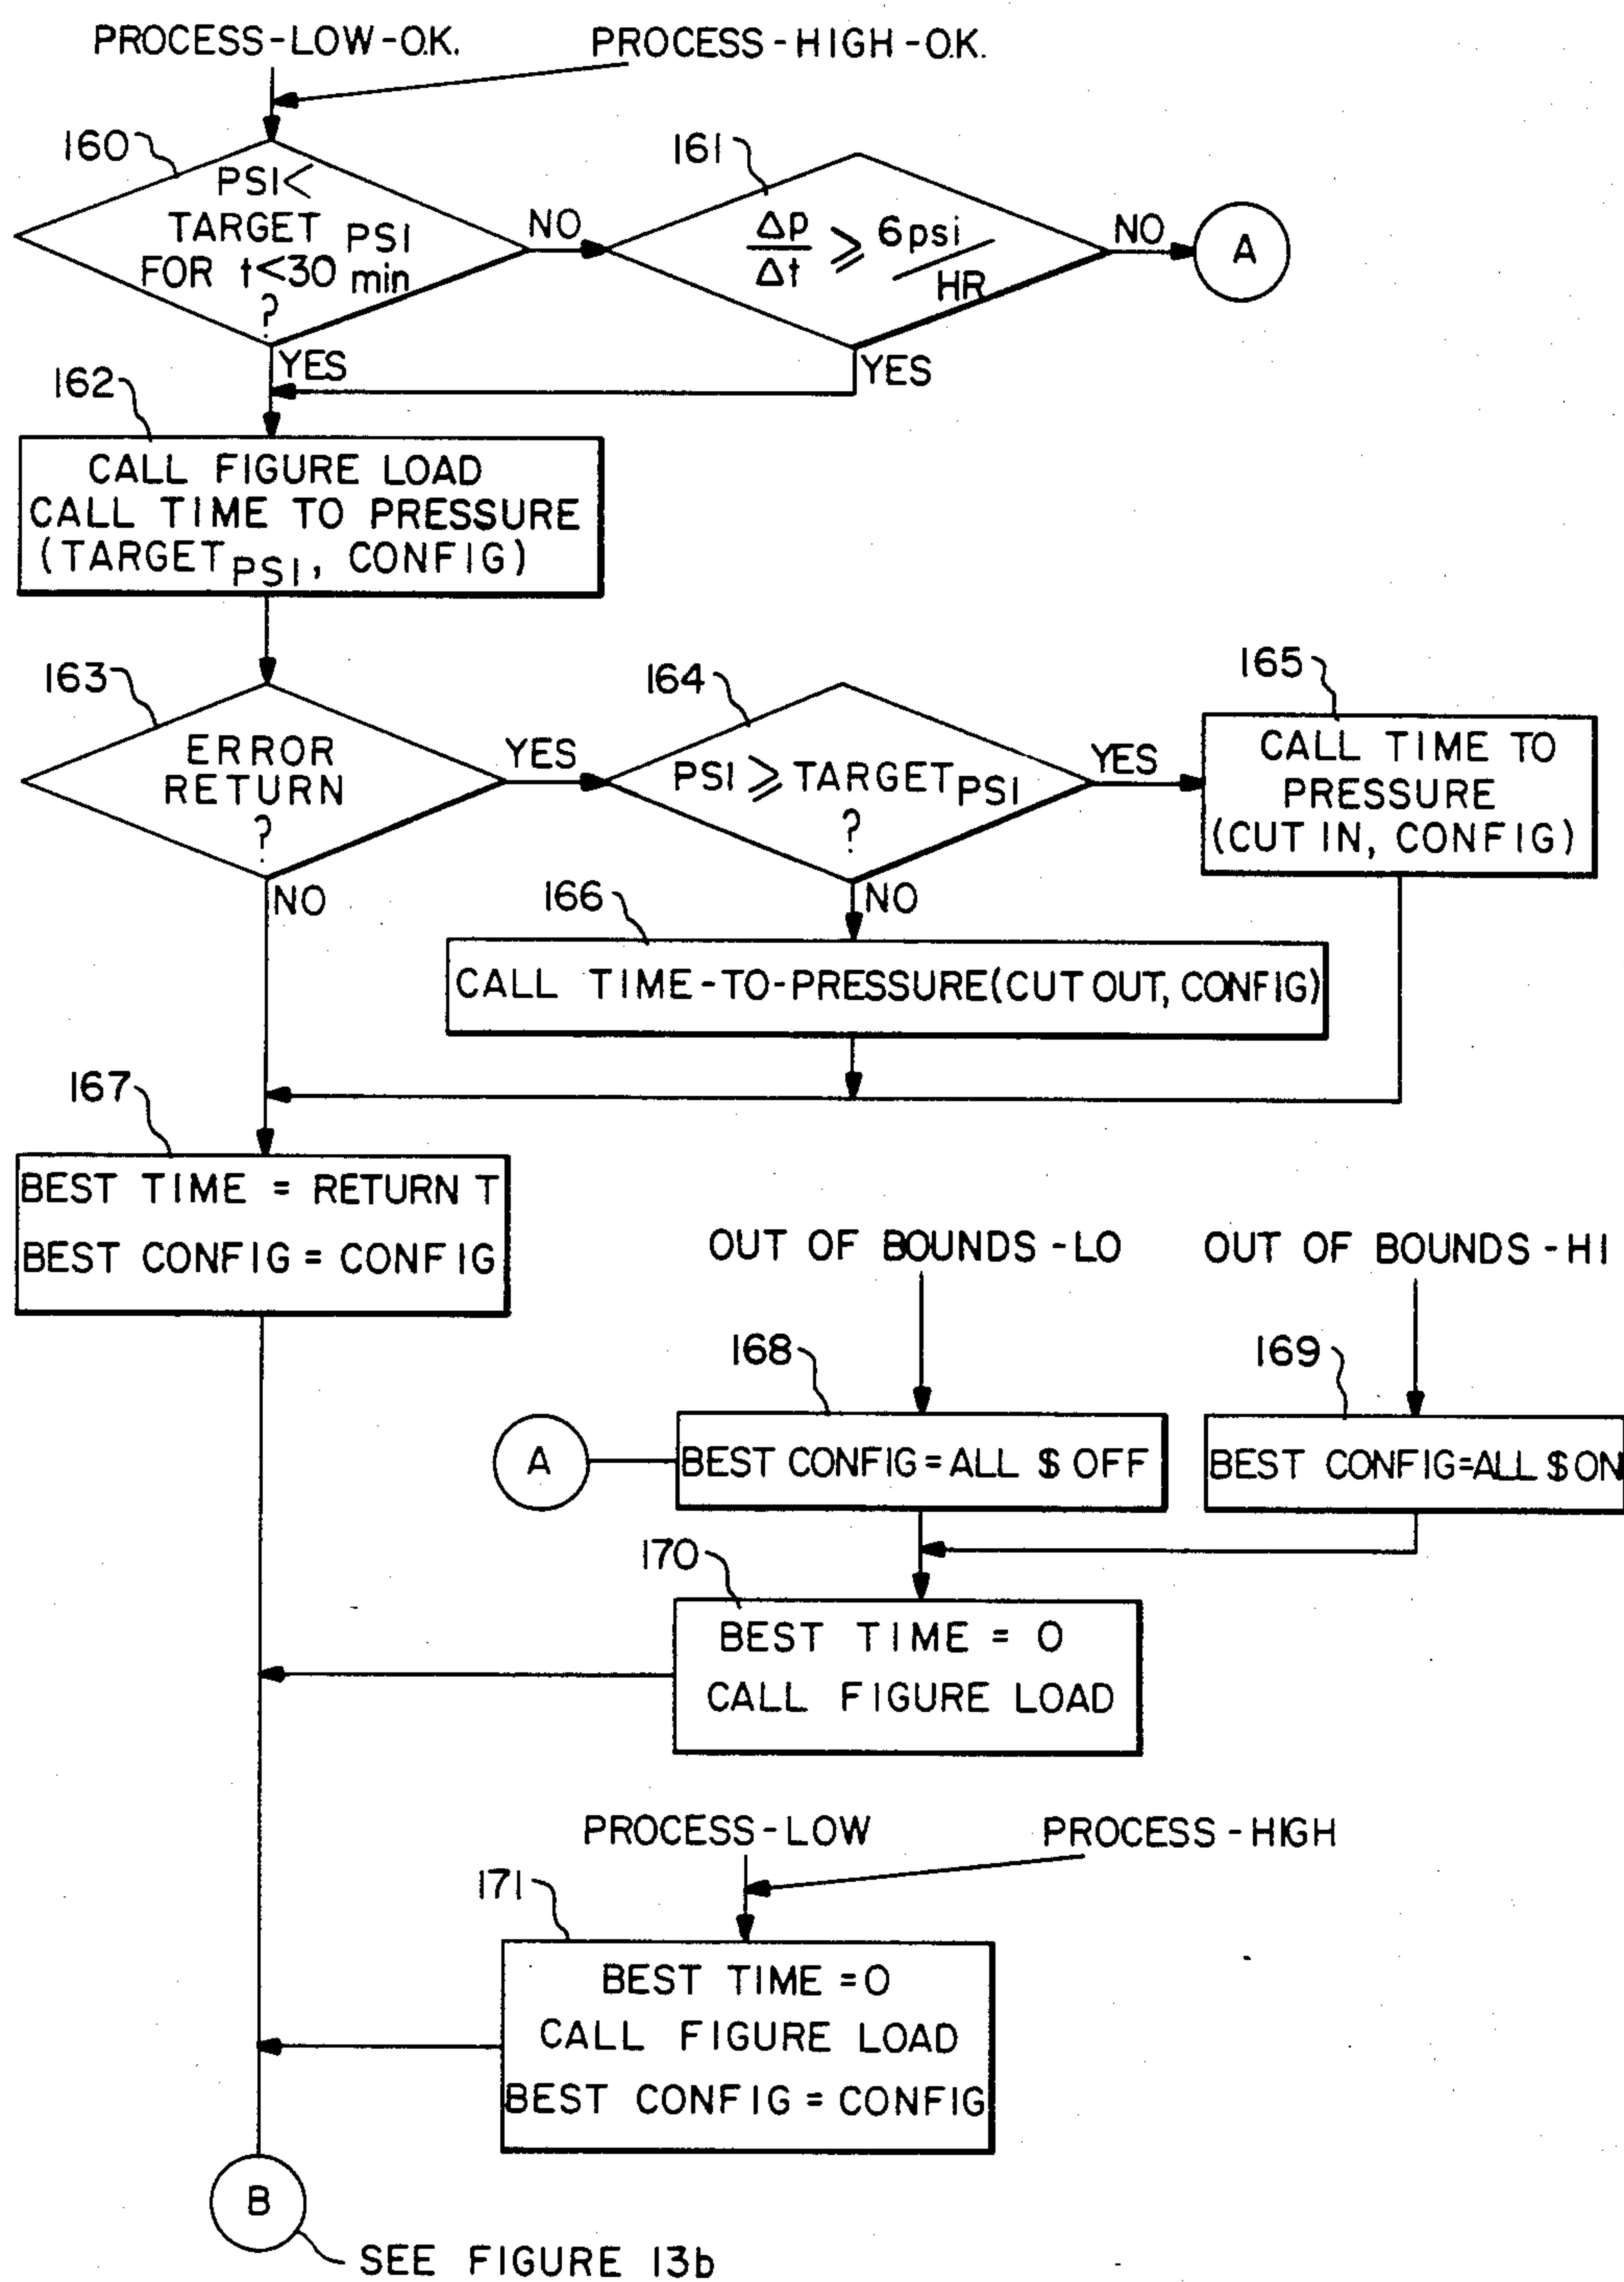 PROCESS-LOW-O.K.
PROCESS-HIGH-O.K.
160
PSI<
TARGET PSI
FOR t<30 min
?
NO
161
Δp/Δt ⩾ 6psi/HR
NO
A
YES
YES
162
CALL FIGURE LOAD
CALL TIME TO PRESSURE
(TARGET PSI, CONFIG)
163
ERROR
RETURN
?
YES
164
PSI ⩾ TARGET PSI
?
YES
165
CALL TIME TO
PRESSURE
(CUT IN, CONFIG)
NO
NO
166
CALL TIME-TO-PRESSURE(CUT OUT, CONFIG)
167
BEST TIME = RETURN T
BEST CONFIG = CONFIG
OUT OF BOUNDS-LO
OUT OF BOUNDS-HI
168
169
A
BEST CONFIG=ALL $ OFF
BEST CONFIG=ALL $ ON
170
BEST TIME = 0
CALL FIGURE LOAD
PROCESS-LOW
PROCESS-HIGH
171
BEST TIME =0
CALL FIGURE LOAD
BEST CONFIG = CONFIG
B
SEE FIGURE 13b